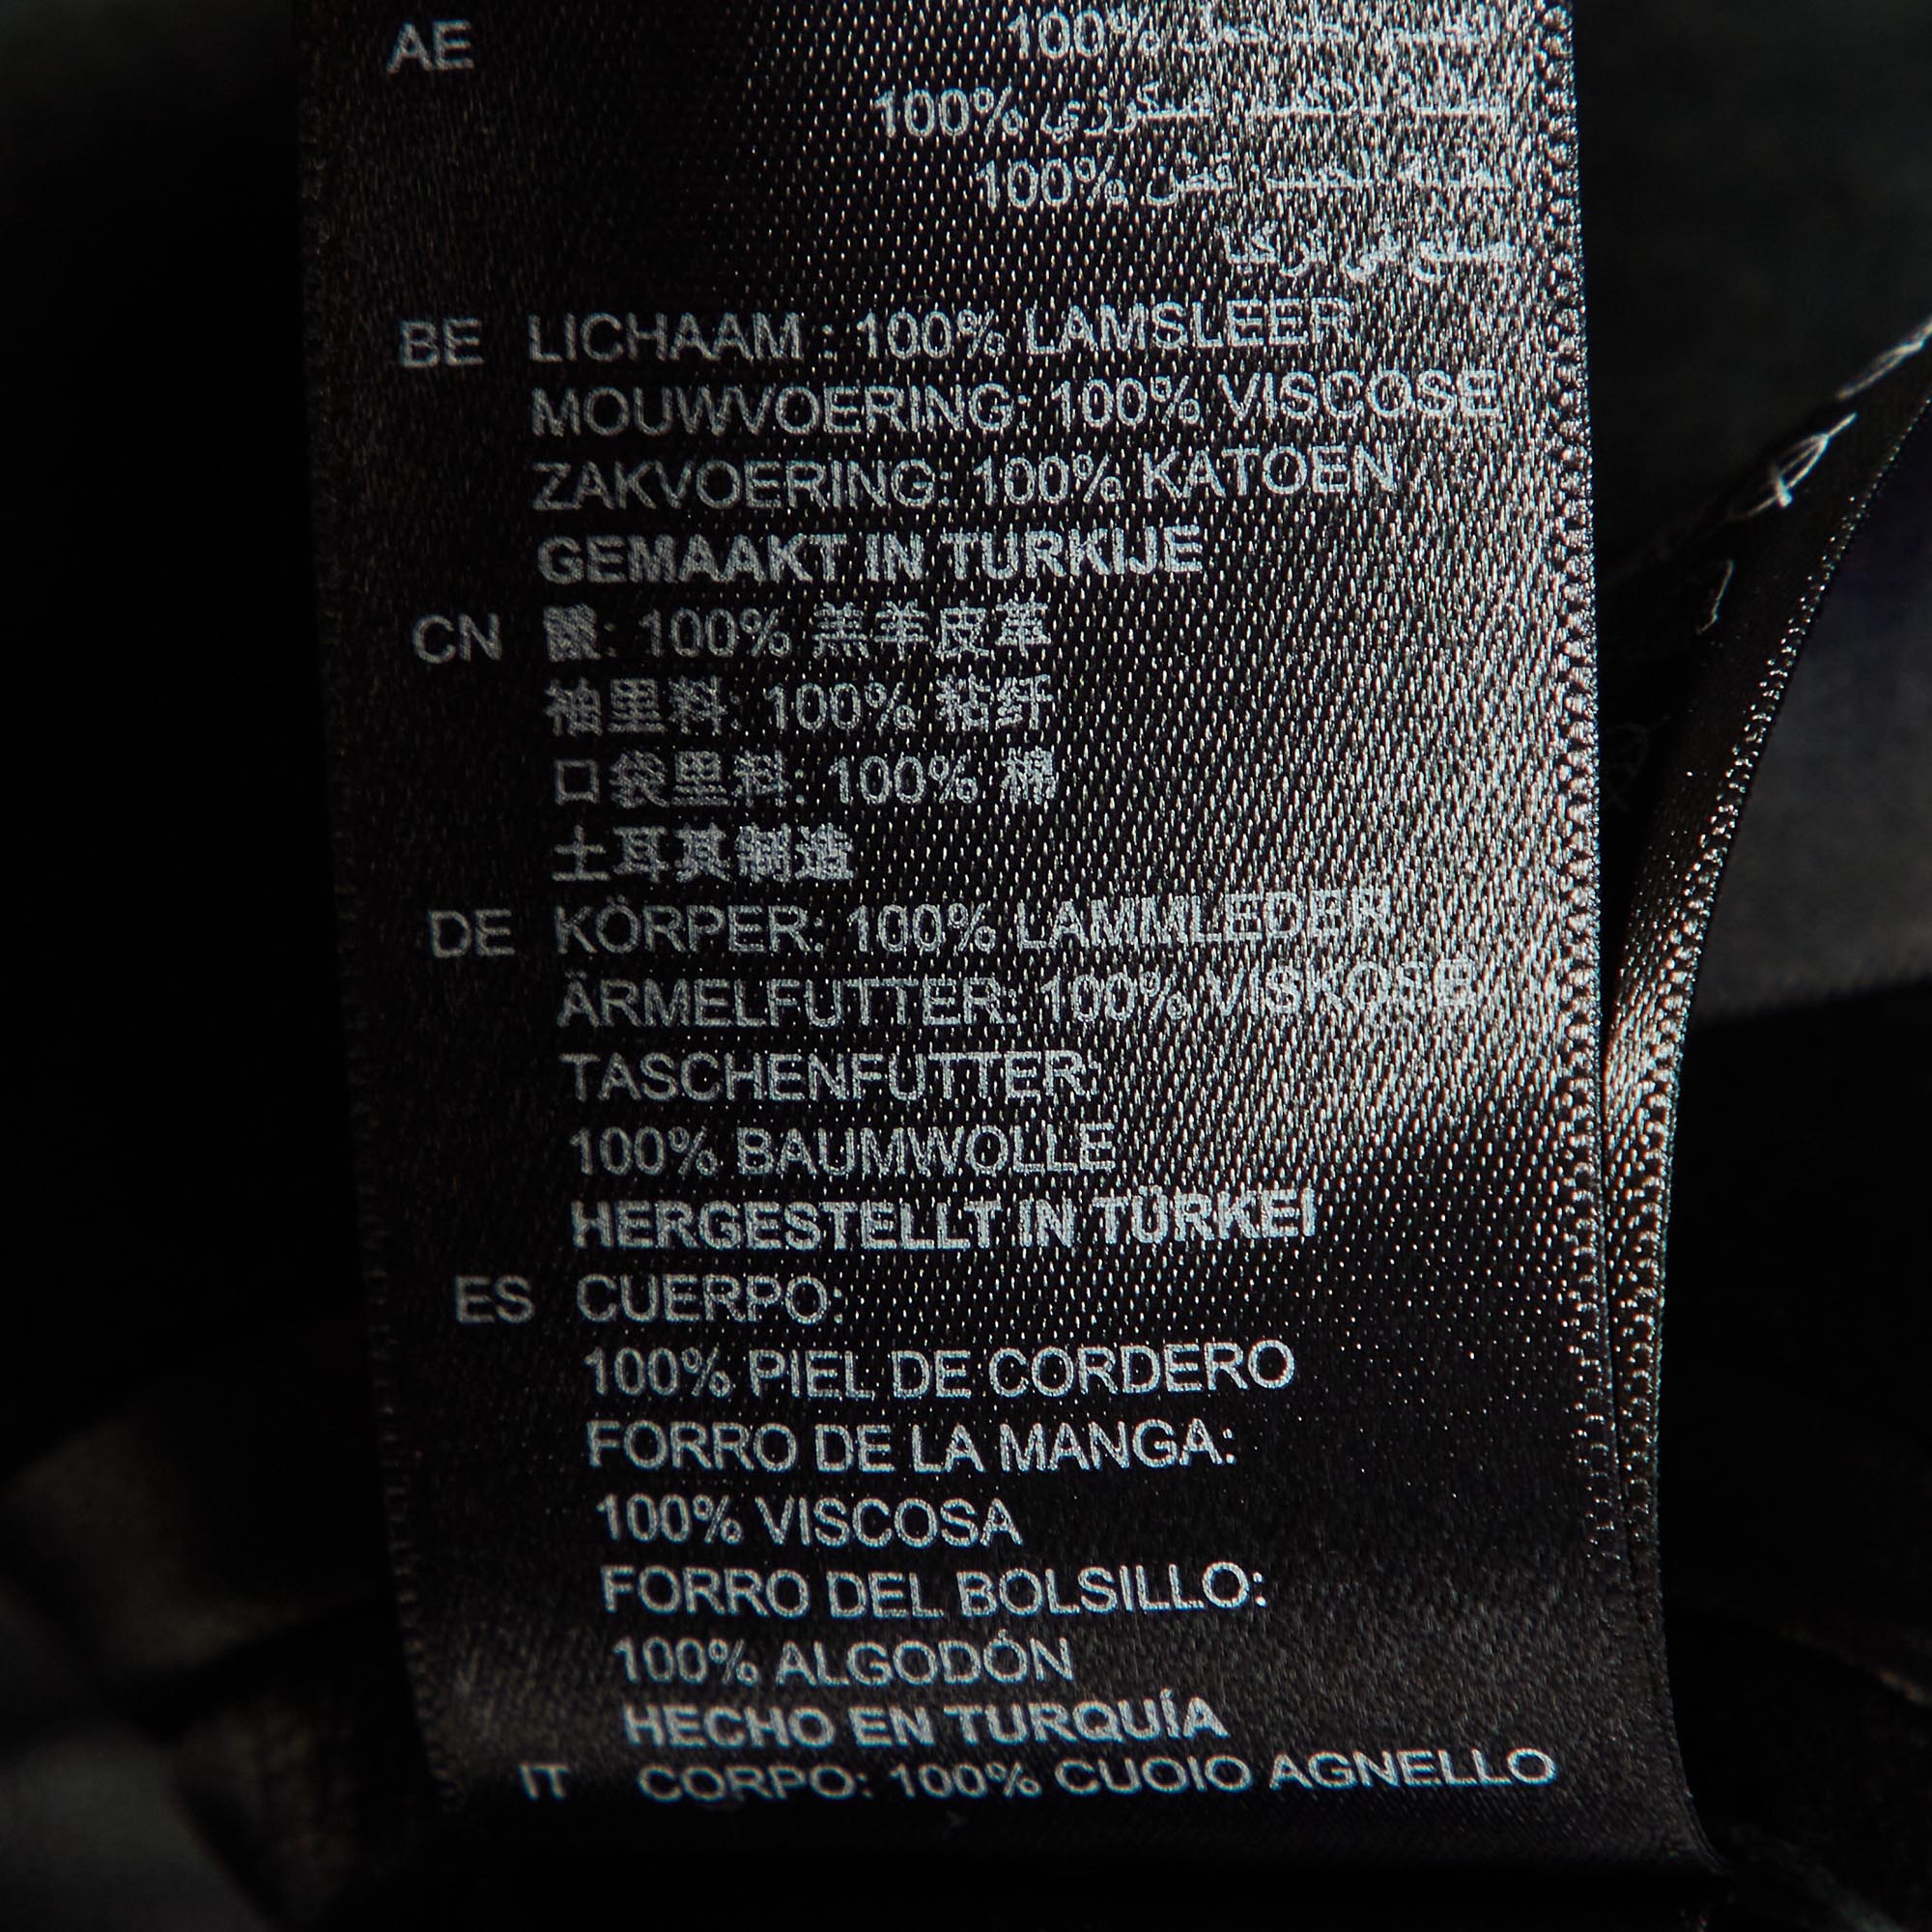 AE 100%
100%
100%
صنع في تركيا
BE LICHAAM : 100% LAMSLEER
MOUWVOERING: 100% VISCOSE
ZAKVOERING: 100% KATOEN
GEMAAKT IN TURKIJE
CN 100% 羔羊皮革
袖里料: 100% 粘纤
口袋里料: 100% 棉
土耳其制造
DE KÖRPER: 100% LAMMLEDER
ÄRMELFUTTER: 100% VISKOSE
TASCHENFUTTER:
100% BAUMWOLLE
HERGESTELLT IN TÜRKEI
ES CUERPO:
100% PIEL DE CORDERO
FORRO DE LA MANGA:
100% VISCOSA
FORRO DEL BOLSILLO:
100% ALGODÓN
HECHO EN TURQUÍA
IT CORPO: 100% CUOIO AGNELLO